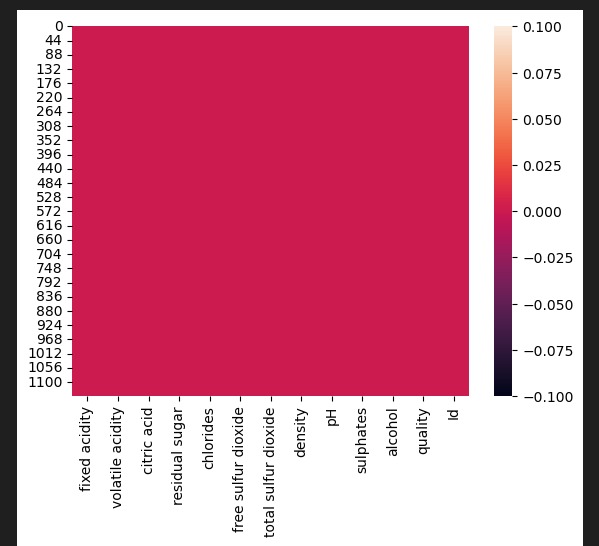 0
44
88
132
176
220
264
308
352
396
440
484
528
572
616
660
704
748
792
836
880
924
968
1012
1056
1100
fixed acidity
volatile acidity
citric acid
residual sugar
chlorides
free sulfur dioxide
total sulfur dioxide
density
pH
sulphates
alcohol
quality
Id
0.100
0.075
0.050
0.025
0.000
−0.025
−0.050
−0.075
−0.100